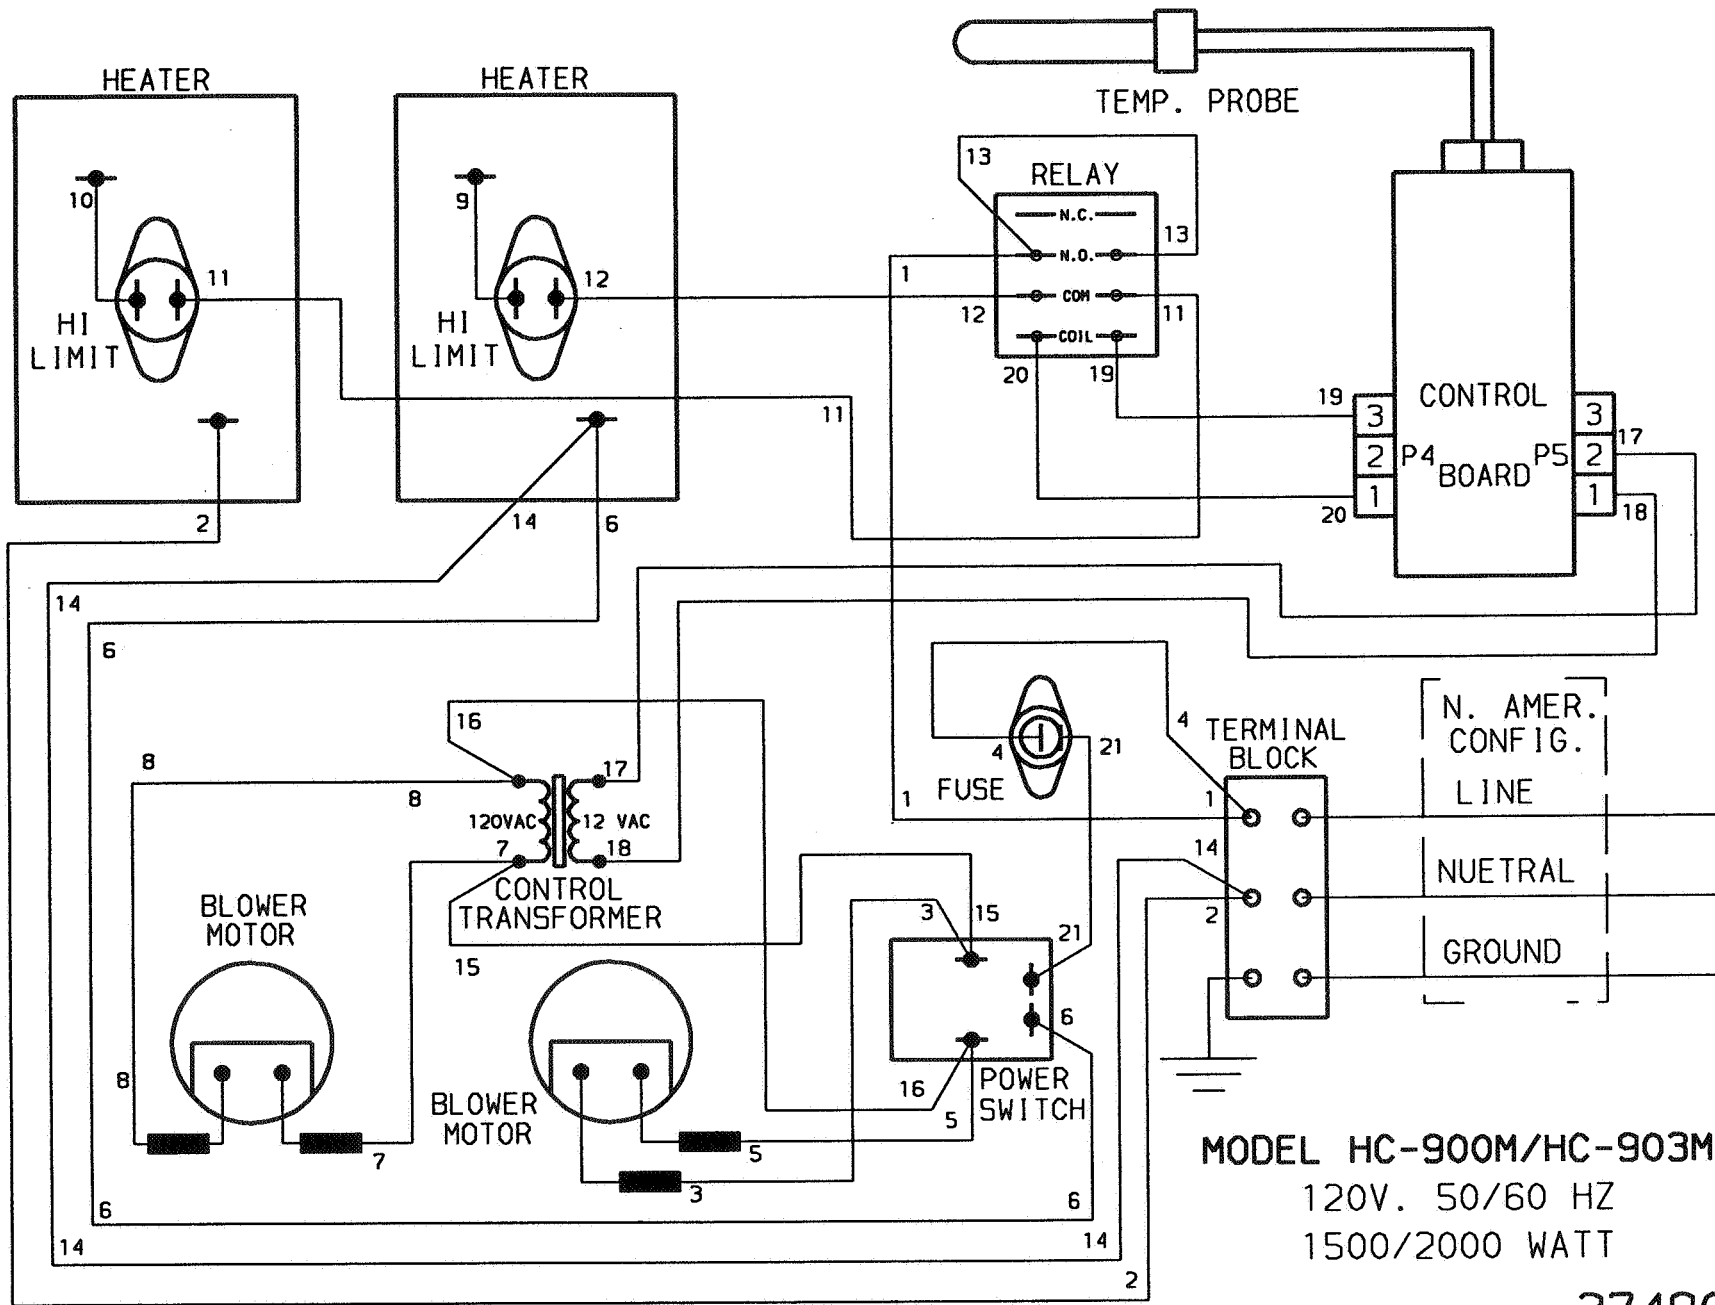 HEATER
HEATER
TEMP. PROBE
13
RELAY
10
9
N.C.
13
N.O.
1
11
12
COM
12
11
HI
LIMIT
HI
LIMIT
COIL
20
19
11
19
3
CONTROL
3
17
2
P4
P5
2
BOARD
1
1
20
18
2
14
6
14
6
16
4
N. AMER.
CONFIG.
TERMINAL
BLOCK
4
21
8
17
8
FUSE
1
1
LINE
120VAC
12 VAC
7
18
14
CONTROL
TRANSFORMER
NUETRAL
BLOWER
MOTOR
3
15
2
21
15
GROUND
6
8
16
POWER
SWITCH
BLOWER
MOTOR
5
7
5
3
MODEL HC-900M/HC-903M
120V. 50/60 HZ
1500/2000 WATT
6
6
14
14
2